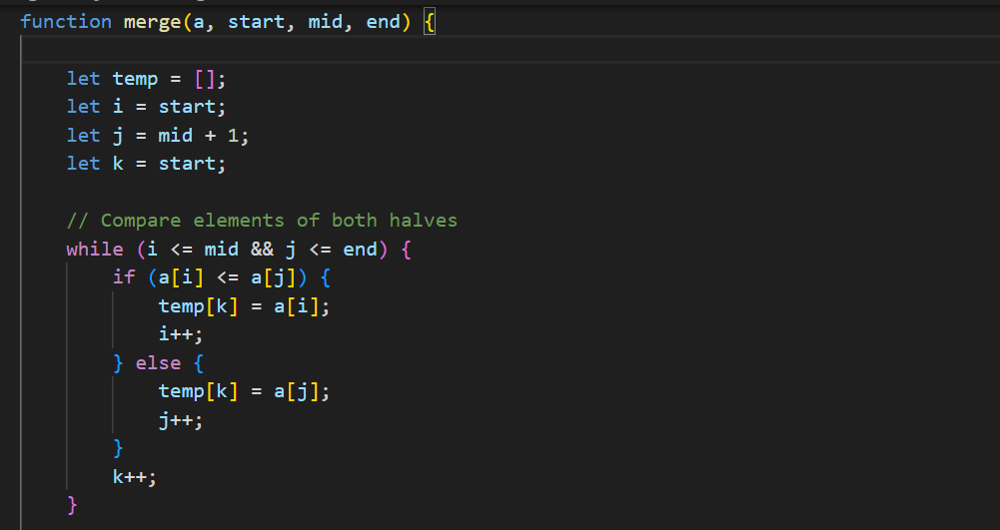 function merge(a, start, mid, end) {
let temp = [];
let i = start;
let j = mid + 1;
let k = start;
// Compare elements of both halves
while (i <= mid && j <= end) {
if (a[i] <= a[j]) {
temp[k] = a[i];
i++;
} else {
temp[k] = a[j];
j++;
}
k++;
}